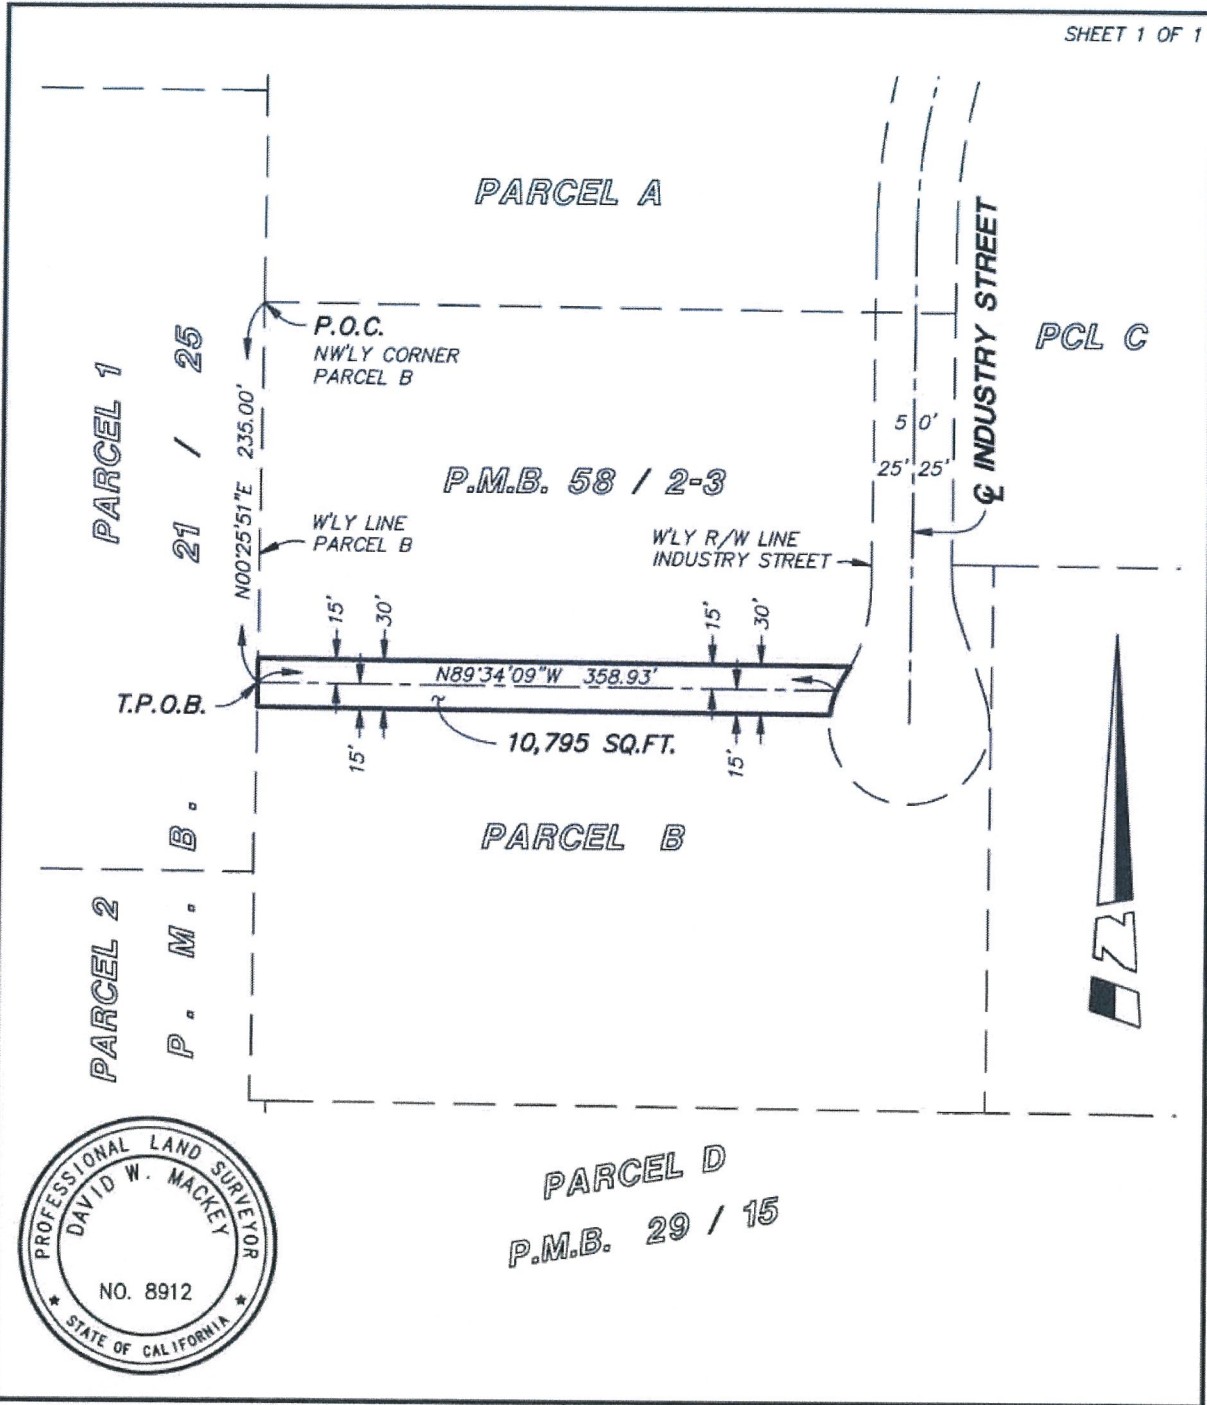 SHEET 1 OF 1
PARCEL A
P.O.C.
NW'LY CORNER
PARCEL B
PARCEL 1
21 / 25
N00°25'51"E 235.00'
P.M.B. 58 / 2-3
W'LY LINE
PARCEL B
W'LY R/W LINE
INDUSTRY STREET
50'
25' 25'
℄ INDUSTRY STREET
PCL C
15'
30'
15'
30'
N89°34'09"W 358.93'
T.P.O.B.
10,795 SQ.FT.
15'
15'
PARCEL B
PARCEL 2
P. M. B.
N
PARCEL D
P.M.B. 29 / 15
PROFESSIONAL LAND SURVEYOR
DAVID W. MACKEY
NO. 8912
STATE OF CALIFORNIA